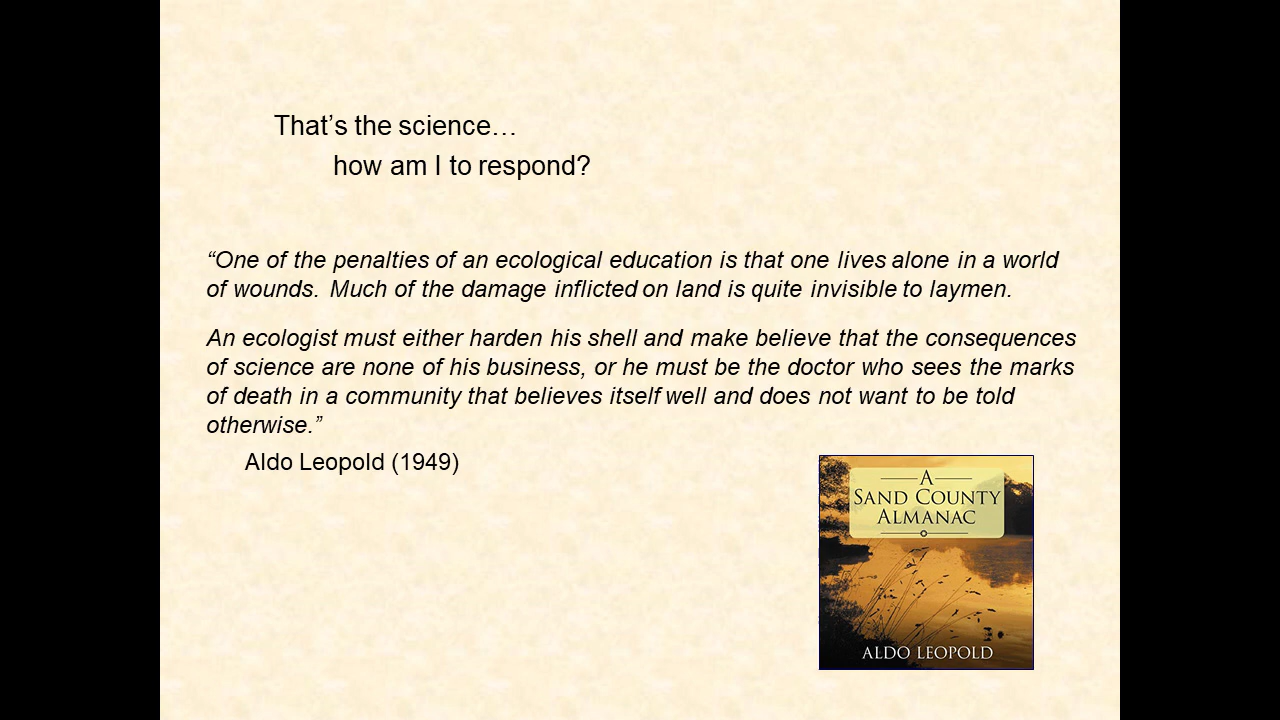 That’s the science…
how am I to respond?
“One of the penalties of an ecological education is that one lives alone in a world
of wounds. Much of the damage inflicted on land is quite invisible to laymen.
An ecologist must either harden his shell and make believe that the consequences
of science are none of his business, or he must be the doctor who sees the marks
of death in a community that believes itself well and does not want to be told
otherwise.”
Aldo Leopold (1949)
A
SAND COUNTY
ALMANAC
ALDO LEOPOLD